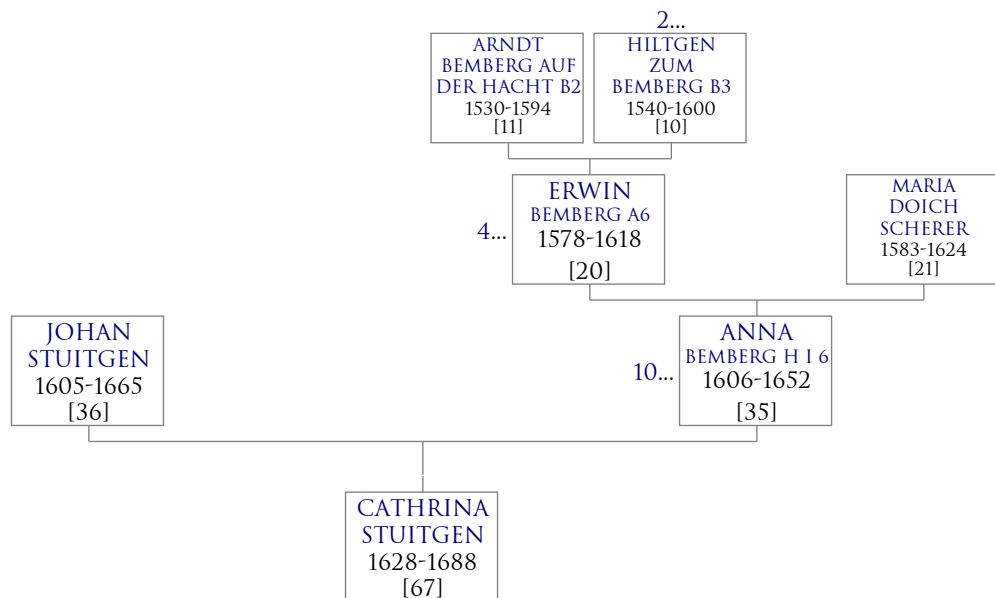 2...
ARNDT
BEMBERG AUF
DER HACHT B2
1530-1594
[11]
HILTGEN
ZUM
BEMBERG B3
1540-1600
[10]
4...
ERWIN
BEMBERG A6
1578-1618
[20]
MARIA
DOICH
SCHERER
1583-1624
[21]
JOHAN
STUITGEN
1605-1665
[36]
10...
ANNA
BEMBERG H I 6
1606-1652
[35]
CATHRINA
STUITGEN
1628-1688
[67]